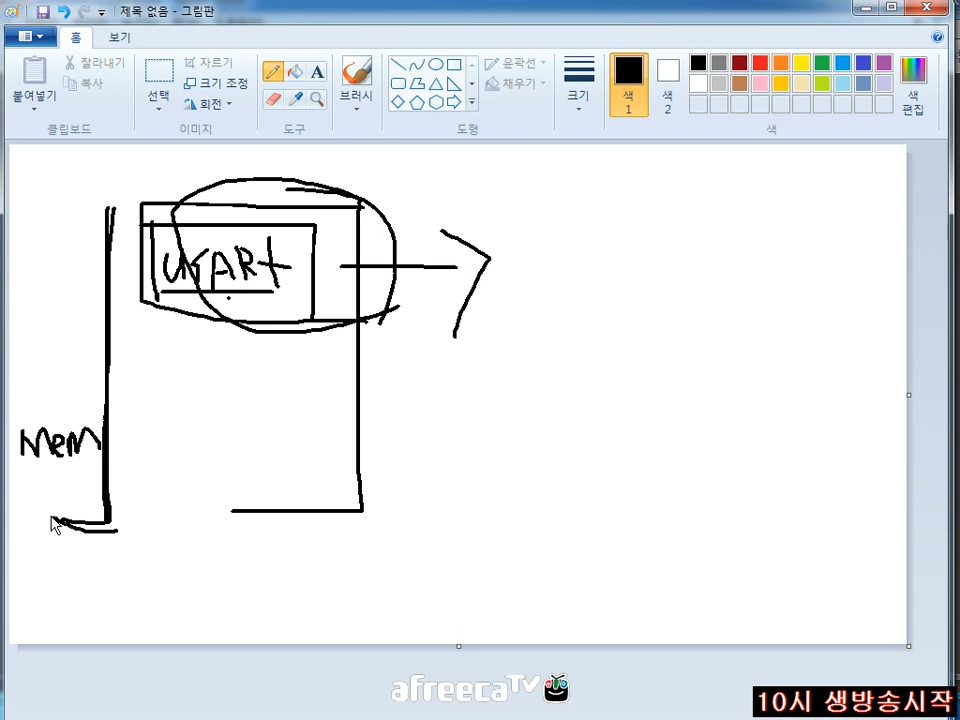 제목 없음 - 그림판
홈 보기
붙여넣기
잘라내기
복사
클립보드
선택
자르기
크기 조정
회전
이미지
A
도구
브러시
윤곽선
채우기
도형
크기
색
1
색
2
색
편집
색
USART
Mem
afreecaTV
10시 생방송시작